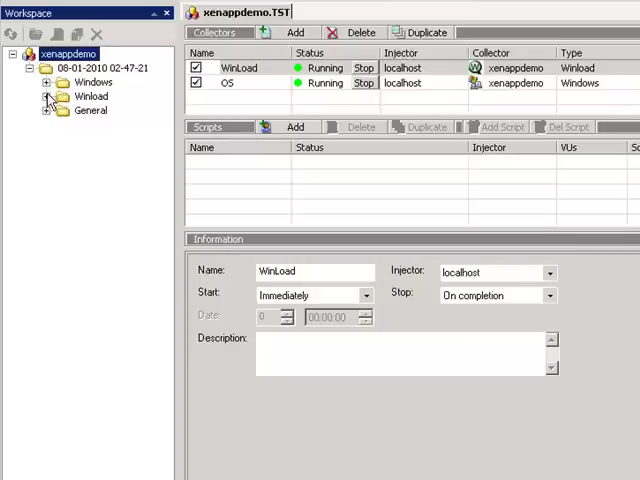 Workspace
xenappdemo
08-01-2010 02-47-21
Windows
Winload
General
xenappdemo.TST
Collectors Add Delete Duplicate
Name Status Injector Collector Type
WinLoad Running Stop localhost xenappdemo Winload
OS Running Stop localhost xenappdemo Windows
Scripts Add Delete Duplicate Add Script Del Script
Name Status Injector VUs
Information
Name: WinLoad Injector: localhost
Start: Immediately Stop: On completion
Date: 0 00:00:00
Description: